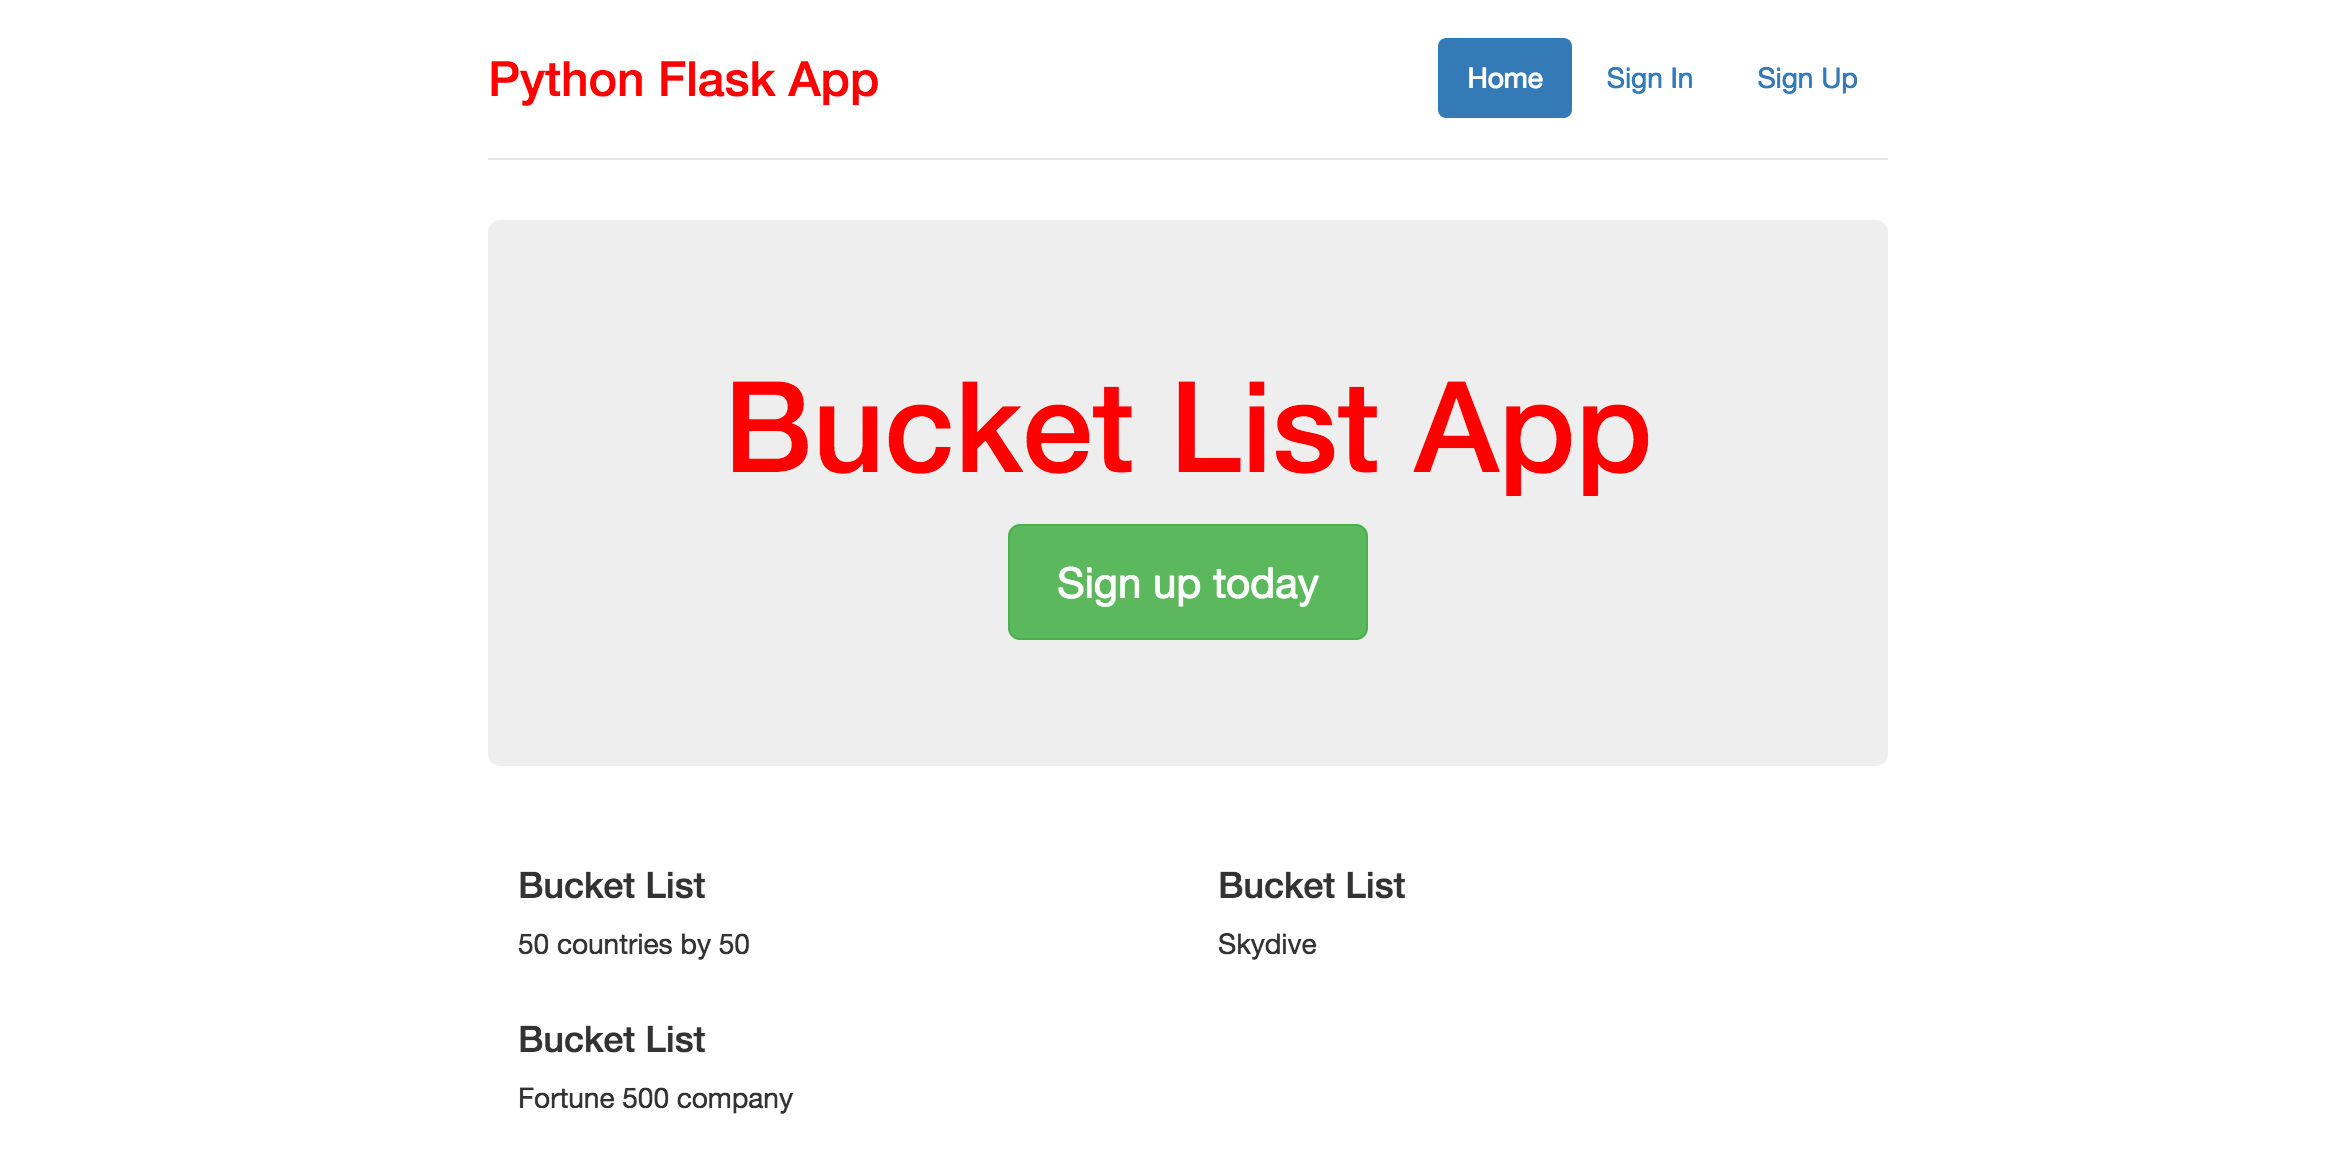 Python Flask App
Home
Sign In
Sign Up
Bucket List App
Sign up today
Bucket List
50 countries by 50
Bucket List
Skydive
Bucket List
Fortune 500 company